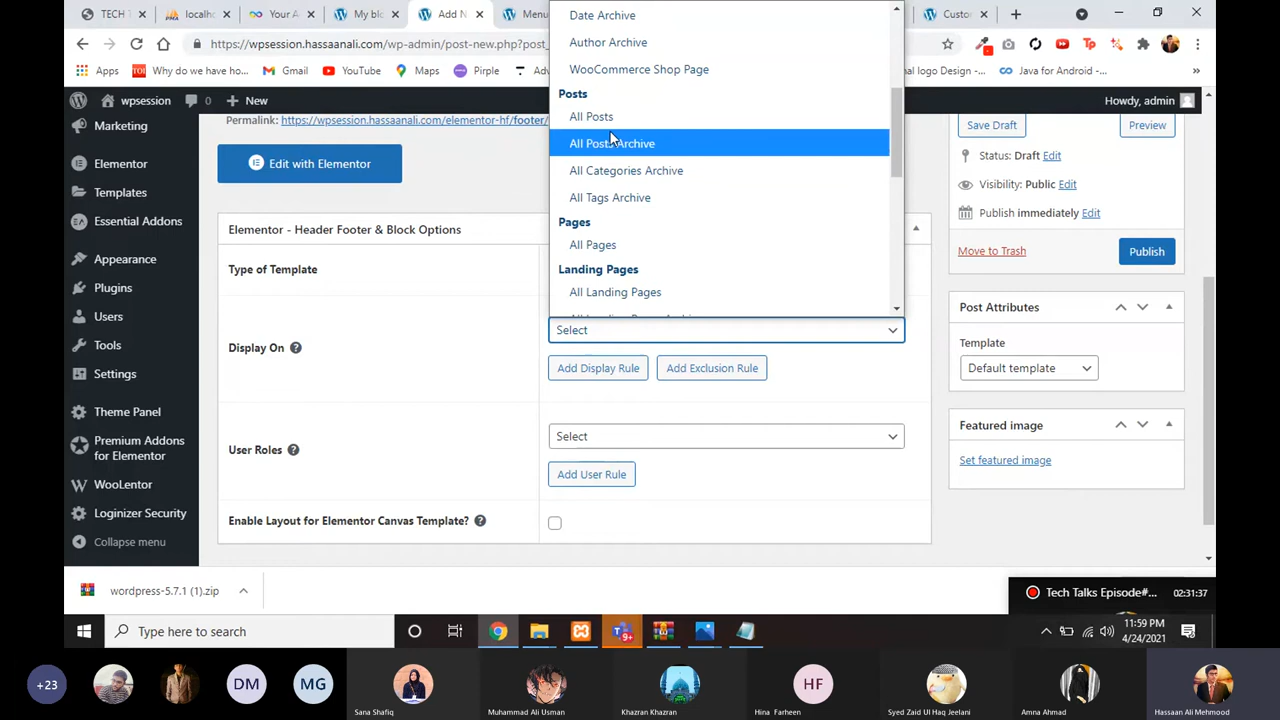 TECH T
localh
Your A
My blo
Add N
Menu
Custor
https://wpsession.hassaanali.com/wp-admin/post-new.php?post_
Apps
Why do we have ho...
Gmail
YouTube
Maps
Pirple
Adv
nal logo Design -...
Java for Android -...
»
wpsession
0
New
Howdy, admin
Marketing
Elementor
Templates
Essential Addons
Appearance
Plugins
Users
Tools
Settings
Theme Panel
Premium Addons
for Elementor
WooLentor
Loginizer Security
Collapse menu
Permalink: https://wpsession.hassaanali.com/elementor-hf/footer/
Edit with Elementor
Elementor - Header Footer & Block Options
Type of Template
Display On
User Roles
Enable Layout for Elementor Canvas Template?
Date Archive
Author Archive
WooCommerce Shop Page
Posts
All Posts
All Posts Archive
All Categories Archive
All Tags Archive
Pages
All Pages
Landing Pages
All Landing Pages
Select
Add Display Rule
Add Exclusion Rule
Select
Add User Rule
Save Draft
Preview
Status: Draft Edit
Visibility: Public Edit
Publish immediately Edit
Move to Trash
Publish
Post Attributes
Template
Default template
Featured image
Set featured image
wordpress-5.7.1 (1).zip
Tech Talks Episode#...
02:31:37
Type here to search
9+
11:59 PM
4/24/2021
+23
DM
MG
HF
Sana Shafiq
Muhammad Ali Usman
Khazran Khazran
Hina Farheen
Syed Zaid Ul Haq Jeelani
Amna Ahmad
Hassaan Ali Mehmood